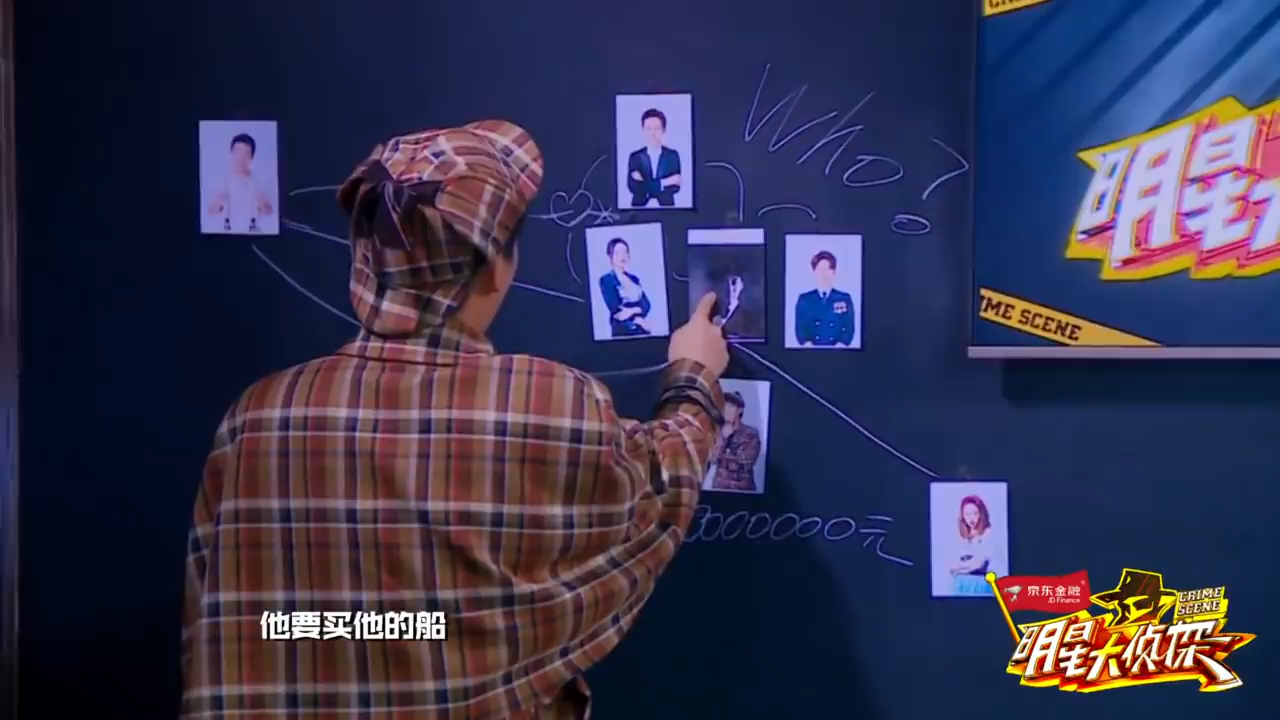 CRIME
Who?
明星
CRIME SCENE
000000元
他要买他的船
京东金融
JD Finance
CRIME
SCENE
明星大侦探